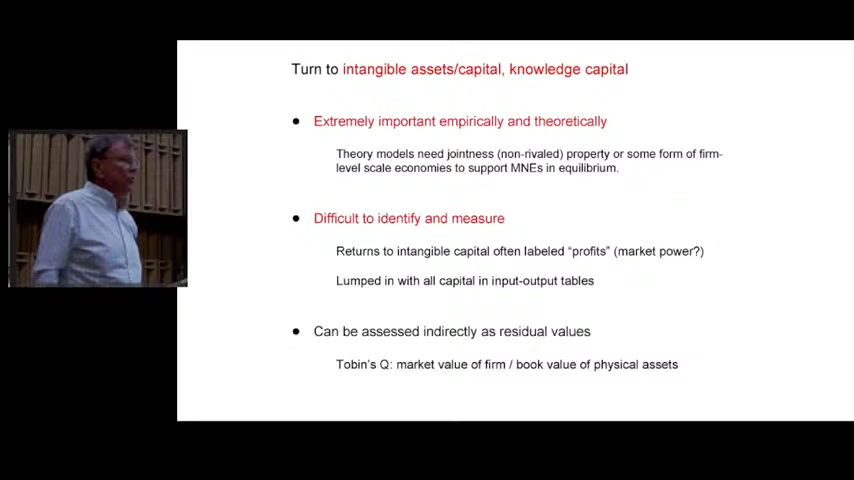 Turn to intangible assets/capital, knowledge capital
● Extremely important empirically and theoretically
Theory models need jointness (non-rivaled) property or some form of firm-
level scale economies to support MNEs in equilibrium.
● Difficult to identify and measure
Returns to intangible capital often labeled “profits” (market power?)
Lumped in with all capital in input-output tables
● Can be assessed indirectly as residual values
Tobin’s Q: market value of firm / book value of physical assets